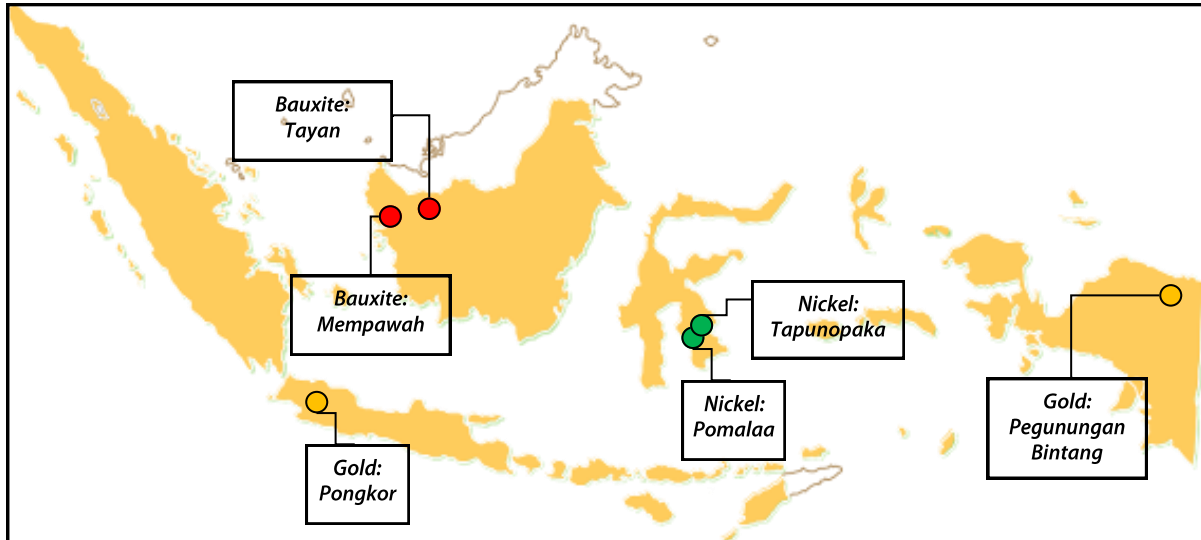 Bauxite:
Tayan
Bauxite:
Mempawah
Nickel:
Tapunopaka
Nickel:
Pomalaa
Gold:
Pegunungan
Bintang
Gold:
Pongkor